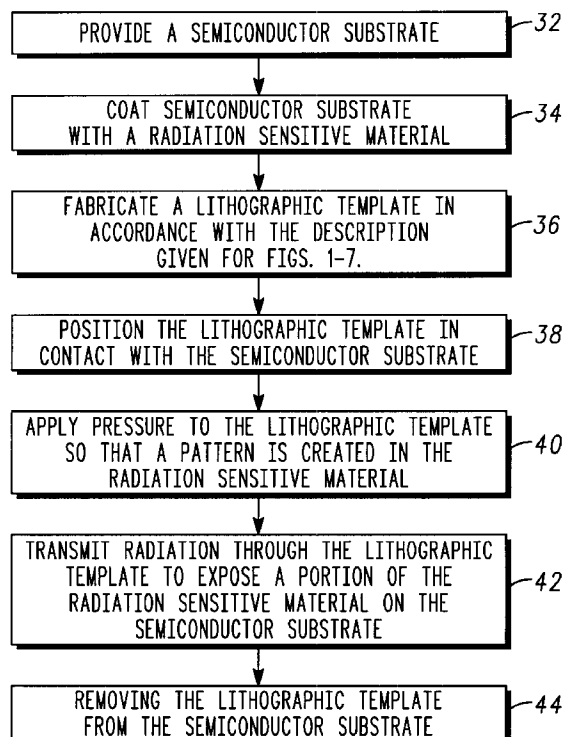 PROVIDE A SEMICONDUCTOR SUBSTRATE
32
COAT SEMICONDUCTOR SUBSTRATE
WITH A RADIATION SENSITIVE MATERIAL
34
FABRICATE A LITHOGRAPHIC TEMPLATE IN
ACCORDANCE WITH THE DESCRIPTION
GIVEN FOR FIGS. 1-7.
36
POSITION THE LITHOGRAPHIC TEMPLATE IN
CONTACT WITH THE SEMICONDUCTOR SUBSTRATE
38
APPLY PRESSURE TO THE LITHOGRAPHIC TEMPLATE
SO THAT A PATTERN IS CREATED IN THE
RADIATION SENSITIVE MATERIAL
40
TRANSMIT RADIATION THROUGH THE LITHOGRAPHIC
TEMPLATE TO EXPOSE A PORTION OF THE
RADIATION SENSITIVE MATERIAL ON THE
SEMICONDUCTOR SUBSTRATE
42
REMOVING THE LITHOGRAPHIC TEMPLATE
FROM THE SEMICONDUCTOR SUBSTRATE
44